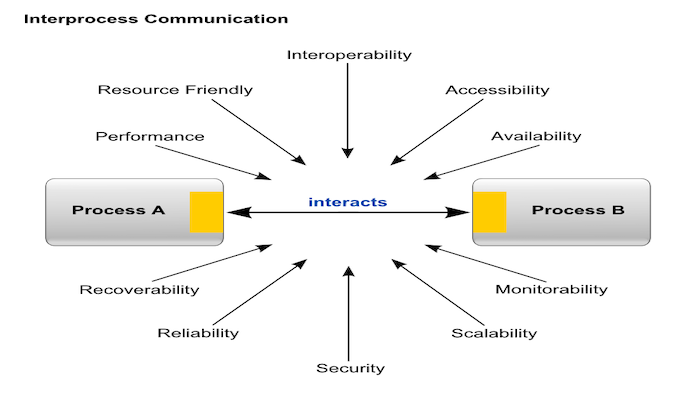 Interprocess Communication
Interoperability
Resource Friendly
Accessibility
Performance
Availability
interacts
Process A
Process B
Recoverability
Monitorability
Reliability
Scalability
Security